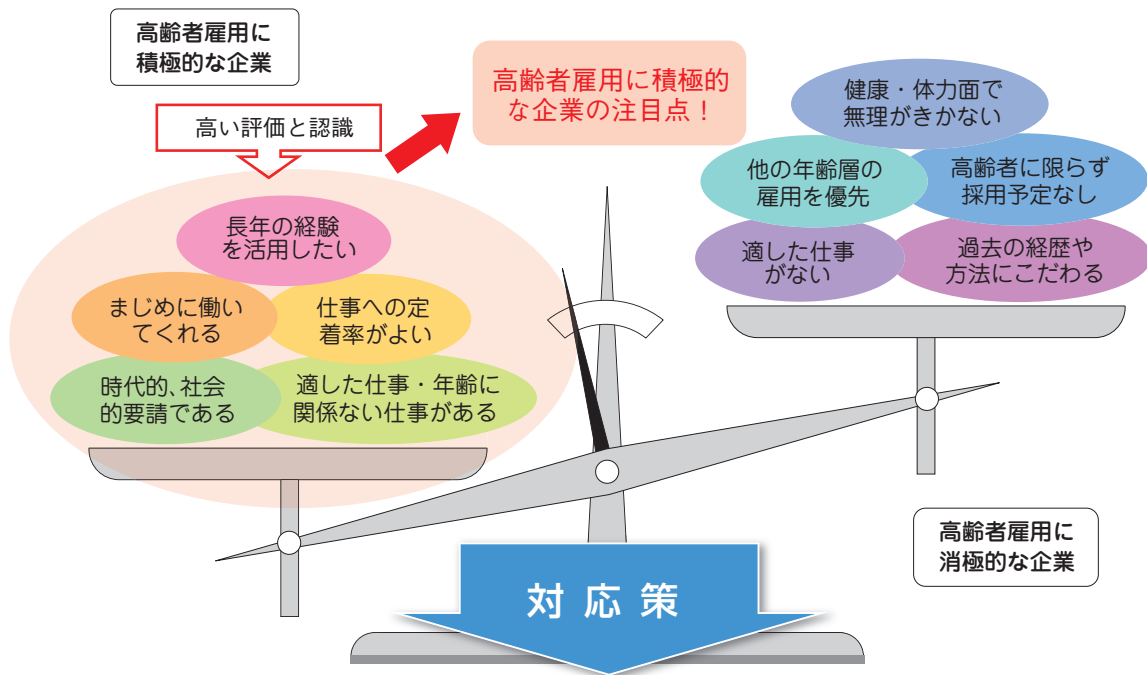 高齢者雇用に
積極的な企業
高い評価と認識
高齢者雇用に積極的
な企業の注目点！
長年の経験
を活用したい
まじめに働い
てくれる
仕事への定
着率がよい
時代的、社会
的要請である
適した仕事・年齢に
関係ない仕事がある
健康・体力面で
無理がきかない
他の年齢層の
雇用を優先
高齢者に限らず
採用予定なし
適した仕事
がない
過去の経歴や
方法にこだわる
高齢者雇用に
消極的な企業
対応策